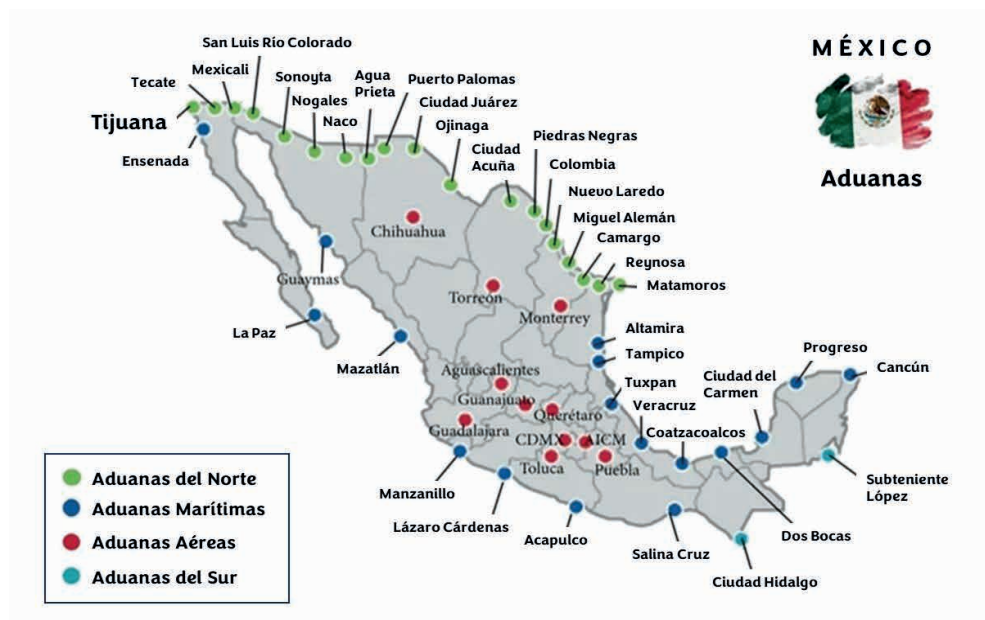 MÉXICO
Aduanas
San Luis Río Colorado
Mexicali
Tecate
Tijuana
Ensenada
Sonoyta
Nogales
Naco
Agua
Prieta
Puerto Palomas
Ciudad Juárez
Ojinaga
Ciudad
Acuña
Piedras Negras
Colombia
Nuevo Laredo
Miguel Alemán
Camargo
Reynosa
Matamoros
Chihuahua
Guaymas
Torreón
Monterrey
La Paz
Mazatlán
Altamira
Tampico
Tuxpan
Veracruz
Coatzacoalcos
Ciudad del
Carmen
Progreso
Cancún
Aguascalientes
Guanajuato
Querétaro
Guadalajara
CDMX
AICM
Toluca
Puebla
Manzanillo
Lázaro Cárdenas
Acapulco
Salina Cruz
Dos Bocas
Subteniente
López
Ciudad Hidalgo
Aduanas del Norte
Aduanas Marítimas
Aduanas Aéreas
Aduanas del Sur